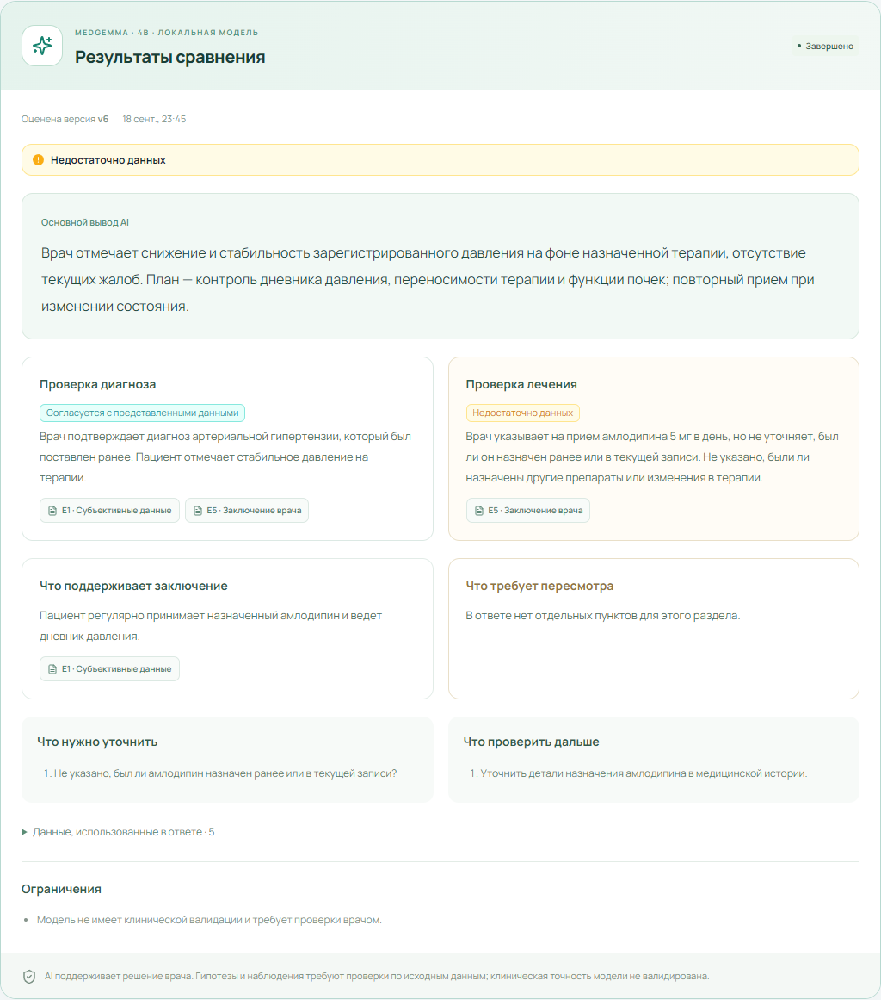 MEDGEMMA · 4B · ЛОКАЛЬНАЯ МОДЕЛЬ
Результаты сравнения
Завершено
Оценена версия v6 18 сент., 23:45
Недостаточно данных
Основной вывод AI
Врач отмечает снижение и стабильность зарегистрированного давления на фоне назначенной терапии, отсутствие
текущих жалоб. План — контроль дневника давления, переносимости терапии и функции почек; повторный прием при
изменении состояния.
Проверка диагноза
Согласуется с представленными данными
Врач подтверждает диагноз артериальной гипертензии, который был
поставлен ранее. Пациент отмечает стабильное давление на
терапии.
E1 · Субъективные данные
E5 · Заключение врача
Проверка лечения
Недостаточно данных
Врач указывает на прием амлодипина 5 мг в день, но не уточняет, был
ли он назначен ранее или в текущей записи. Не указано, были ли
назначены другие препараты или изменения в терапии.
E5 · Заключение врача
Что поддерживает заключение
Пациент регулярно принимает назначенный амлодипин и ведет
дневник давления.
E1 · Субъективные данные
Что требует пересмотра
В ответе нет отдельных пунктов для этого раздела.
Что нужно уточнить
1. Не указано, был ли амлодипин назначен ранее или в текущей записи?
Что проверить дальше
1. Уточнить детали назначения амлодипина в медицинской истории.
Данные, использованные в ответе · 5
Ограничения
• Модель не имеет клинической валидации и требует проверки врачом.
AI поддерживает решение врача. Гипотезы и наблюдения требуют проверки по исходным данным; клиническая точность модели не валидирована.